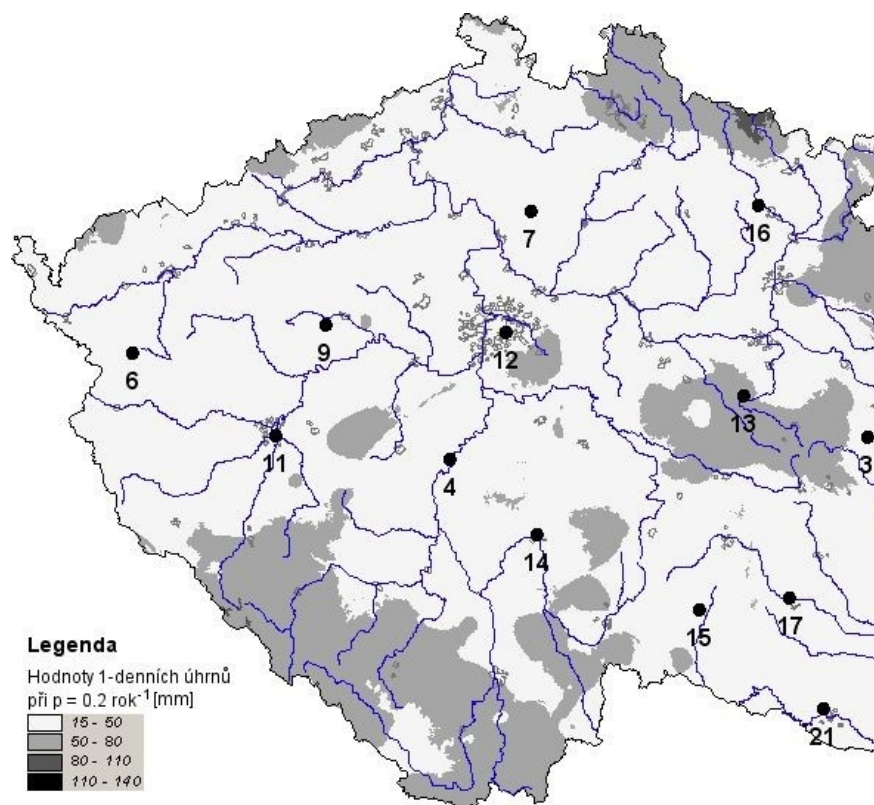 7
16
12
9
6
13
11
4
3
14
15
17
21
Legenda
Hodnoty 1-denních úhrnů
při p = 0.2 rok⁻¹ [mm]
15 - 50
50 - 80
80 - 110
110 - 140